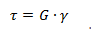 τ = G · γ .